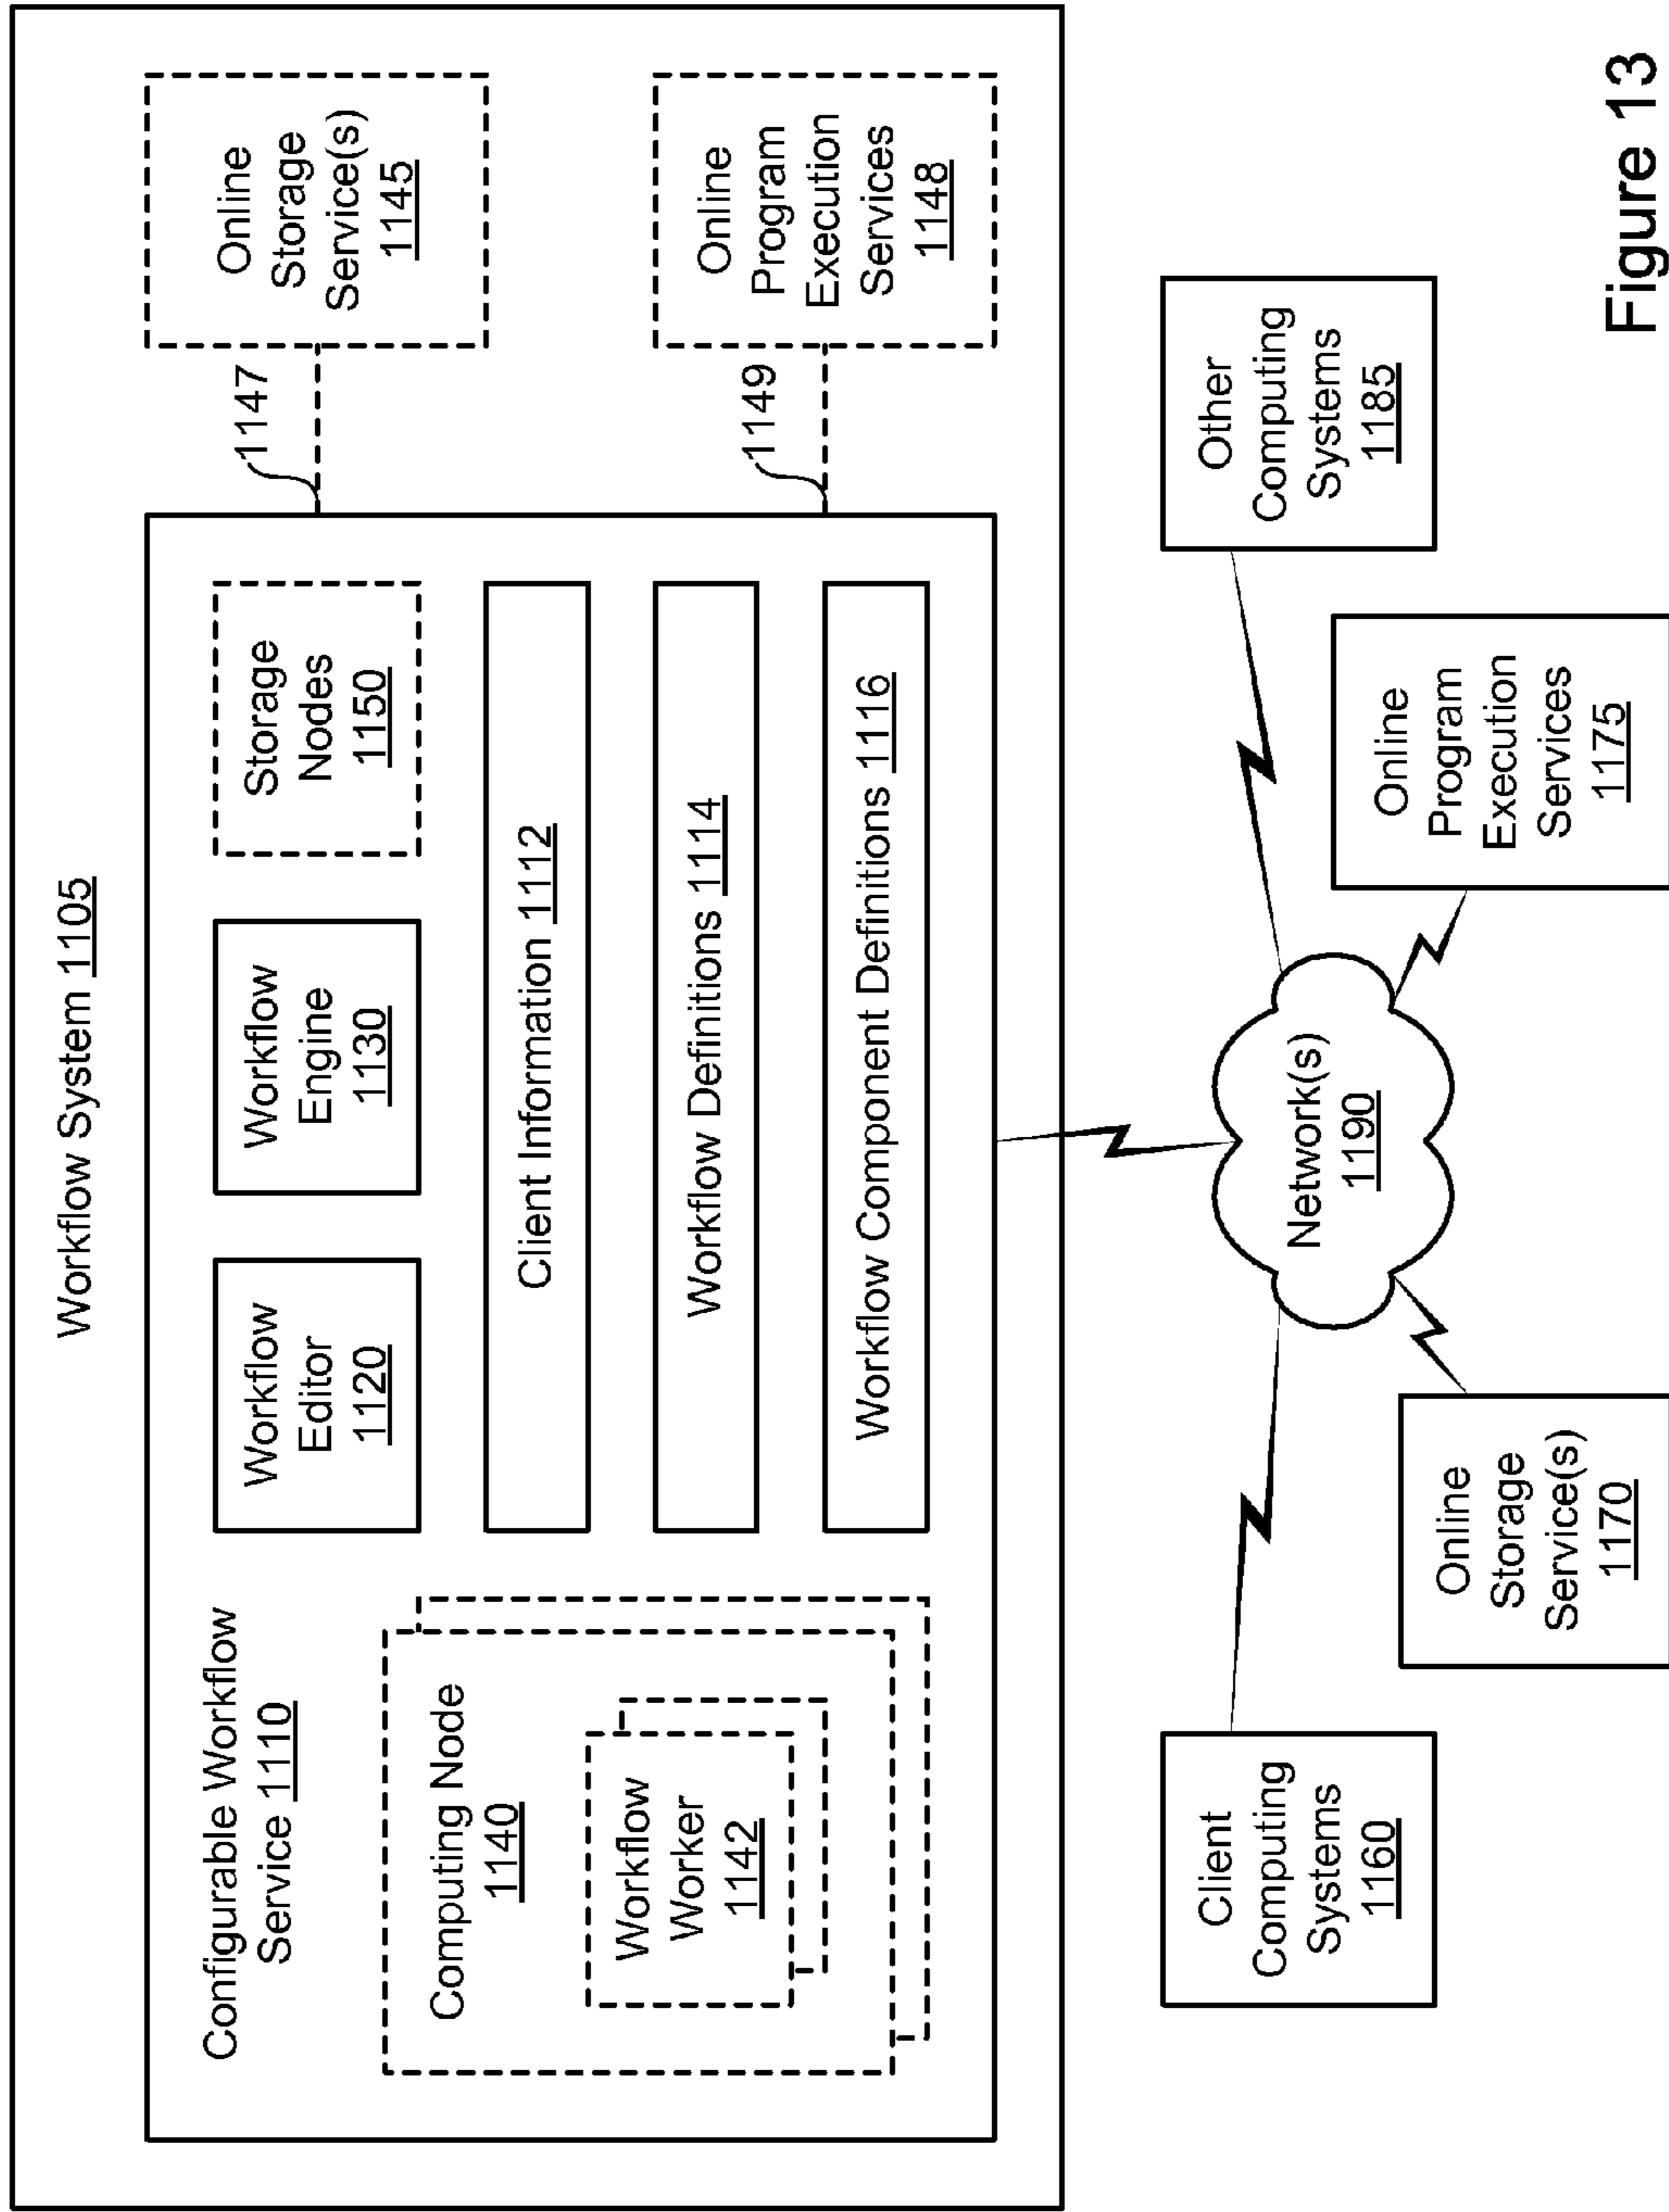 Workflow System 1105
Configurable Workflow
Service 1110
Computing Node
1140
Workflow
Worker
1142
Workflow
Editor
1120
Workflow
Engine
1130
Storage
Nodes
1150
Client Information 1112
Workflow Definitions 1114
Workflow Component Definitions 1116
1147
Online
Storage
Service(s)
1145
1149
Online
Program
Execution
Services
1148
Network(s)
1190
Client
Computing
Systems
1160
Online
Storage
Service(s)
1170
Online
Program
Execution
Services
1175
Other
Computing
Systems
1185
Figure 13